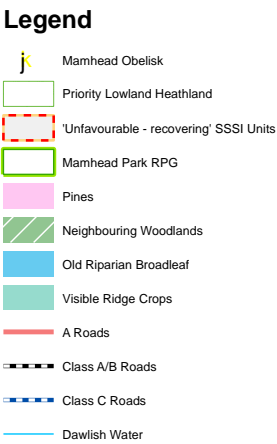 Legend
Mamhead Obelisk
Priority Lowland Heathland
'Unfavourable - recovering' SSSI Units
Mamhead Park RPG
Pines
Neighbouring Woodlands
Old Riparian Broadleaf
Visible Ridge Crops
A Roads
Class A/B Roads
Class C Roads
Dawlish Water